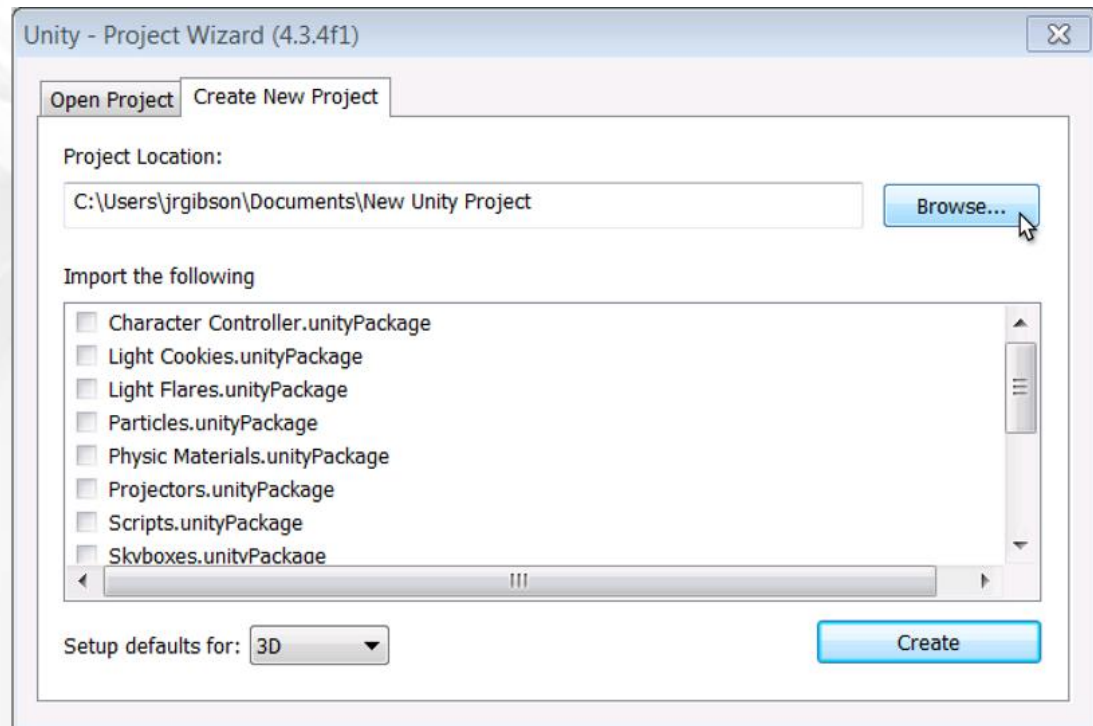 Unity - Project Wizard (4.3.4f1)
Open Project
Create New Project
Project Location:
C:\Users\jrgibson\Documents\New Unity Project
Browse...
Import the following
Character Controller.unityPackage
Light Cookies.unityPackage
Light Flares.unityPackage
Particles.unityPackage
Physic Materials.unityPackage
Projectors.unityPackage
Scripts.unityPackage
Skyboxes.unityPackage
Setup defaults for: 3D
Create